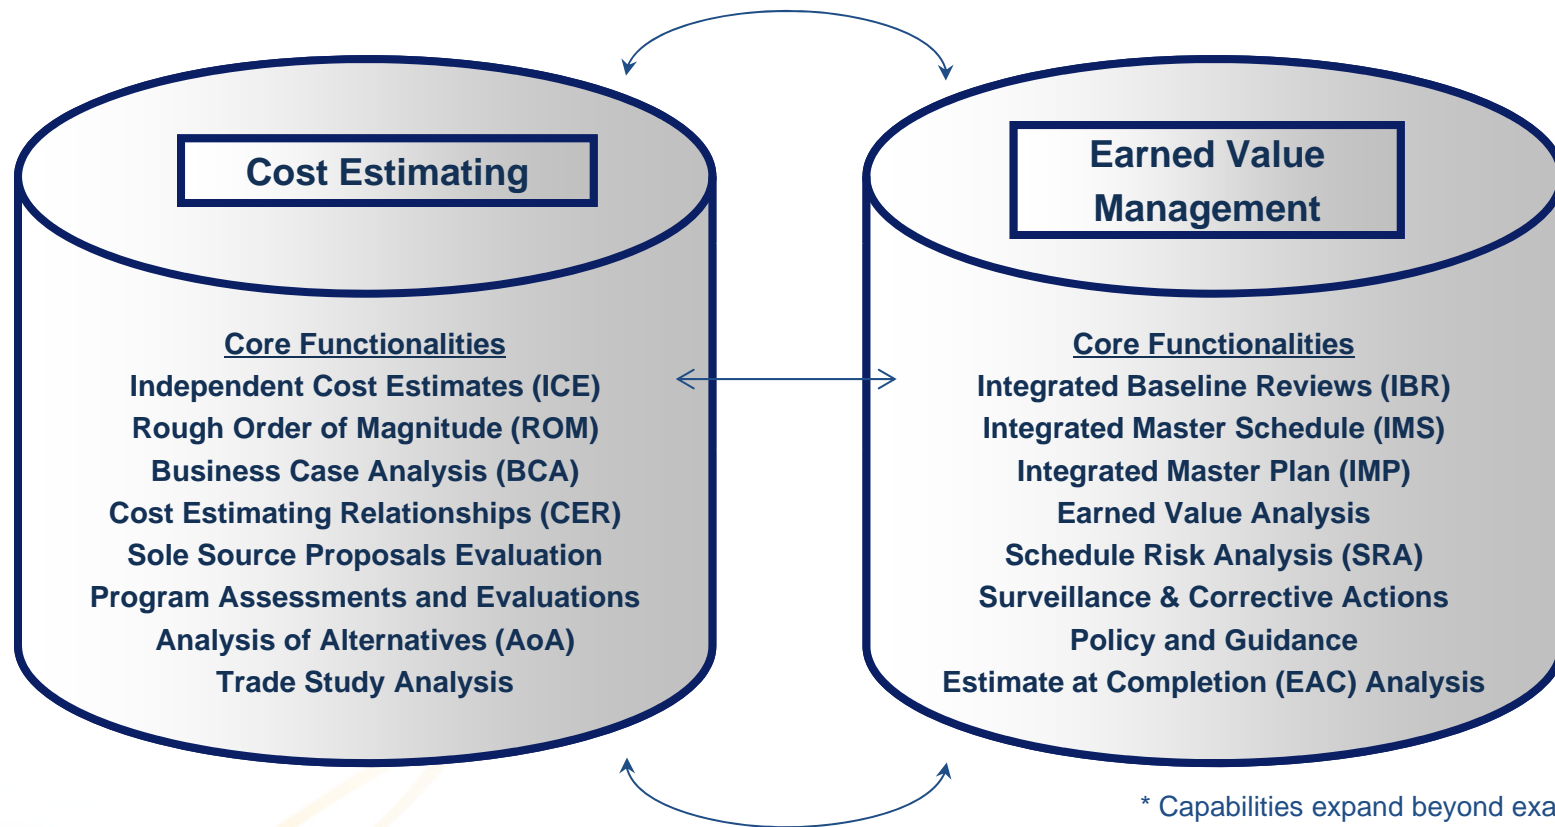 Cost Estimating
Core Functionalities
Independent Cost Estimates (ICE)
Rough Order of Magnitude (ROM)
Business Case Analysis (BCA)
Cost Estimating Relationships (CER)
Sole Source Proposals Evaluation
Program Assessments and Evaluations
Analysis of Alternatives (AoA)
Trade Study Analysis
Earned Value
Management
Core Functionalities
Integrated Baseline Reviews (IBR)
Integrated Master Schedule (IMS)
Integrated Master Plan (IMP)
Earned Value Analysis
Schedule Risk Analysis (SRA)
Surveillance & Corrective Actions
Policy and Guidance
Estimate at Completion (EAC) Analysis
* Capabilities expand beyond